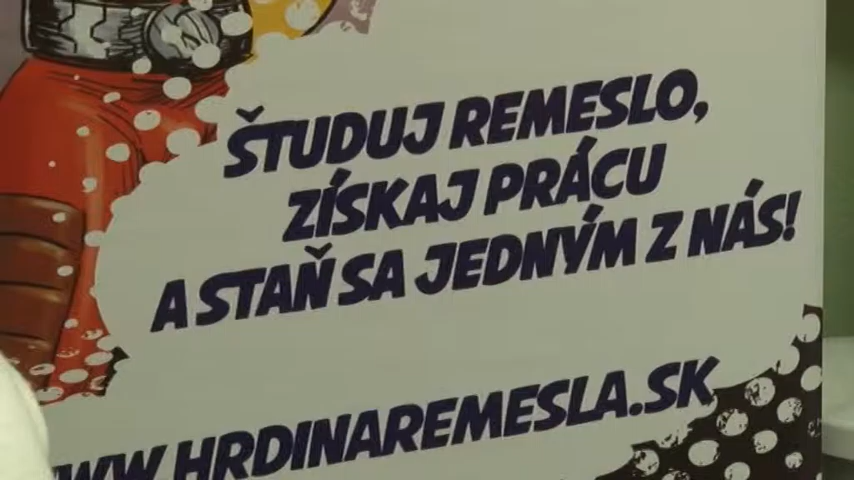 ŠTUDUJ REMESLO,
ZÍSKAJ PRÁCU
A STAŇ SA JEDNÝM Z NÁS!
WWW HRDINAREMESLA.SK